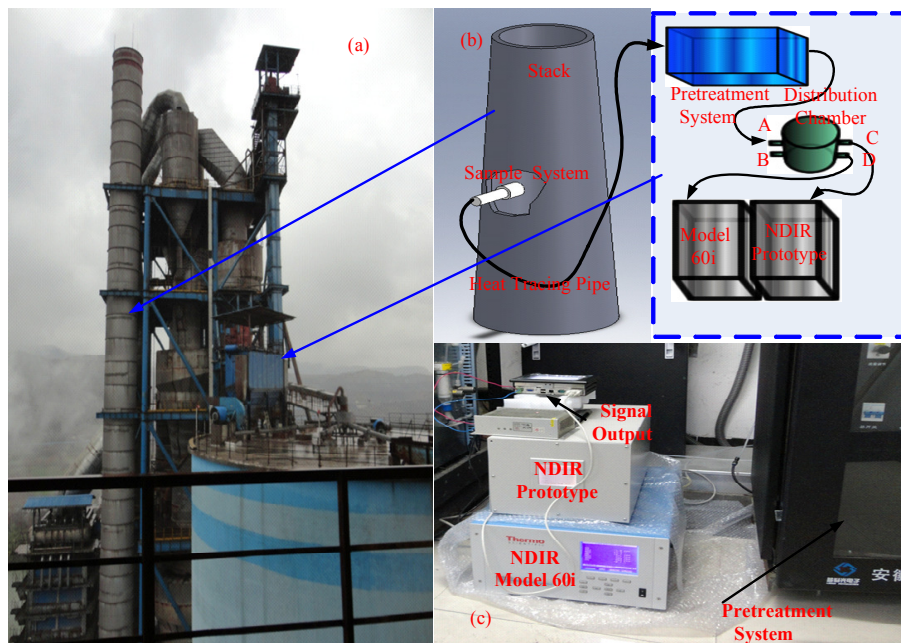 (a)
(b)
Stack
Sample System
Heat Tracing Pipe
Pretreatment
System
Distribution
Chamber
A
B
C
D
Model
60i
NDIR
Prototype
Signal
Output
NDIR
Prototype
Thermo
NDIR
Model 60i
(c)
安徽
Pretreatment
System